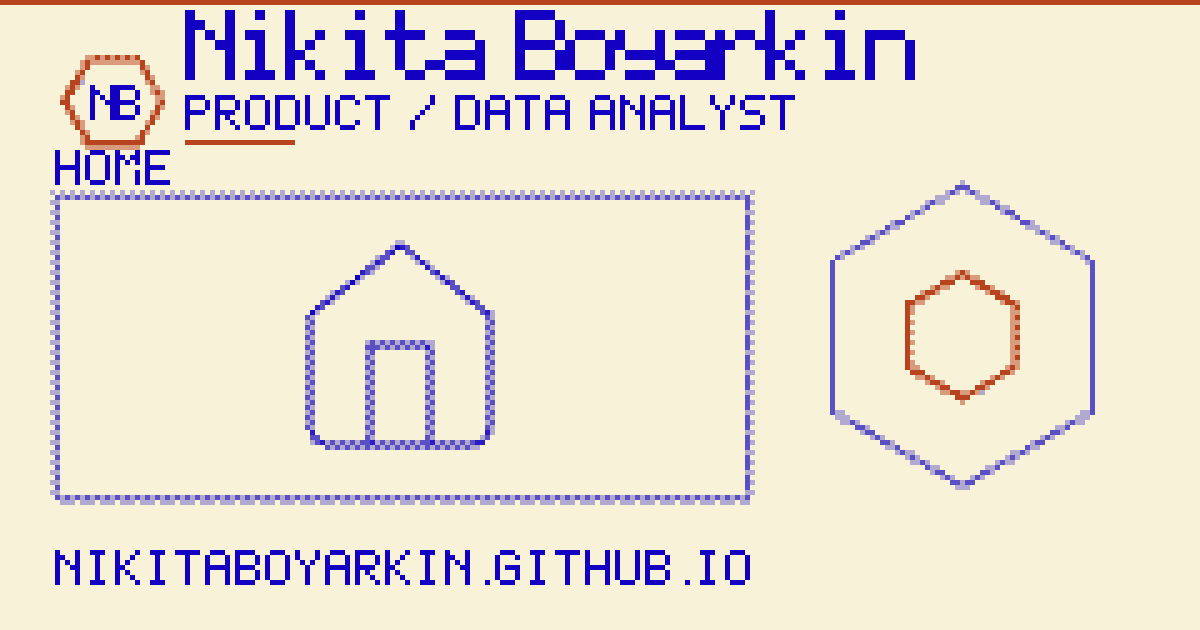 Nikita Boyarkin
NB
PRODUCT / DATA ANALYST
HOME
NIKITABOYARKIN.GITHUB.IO